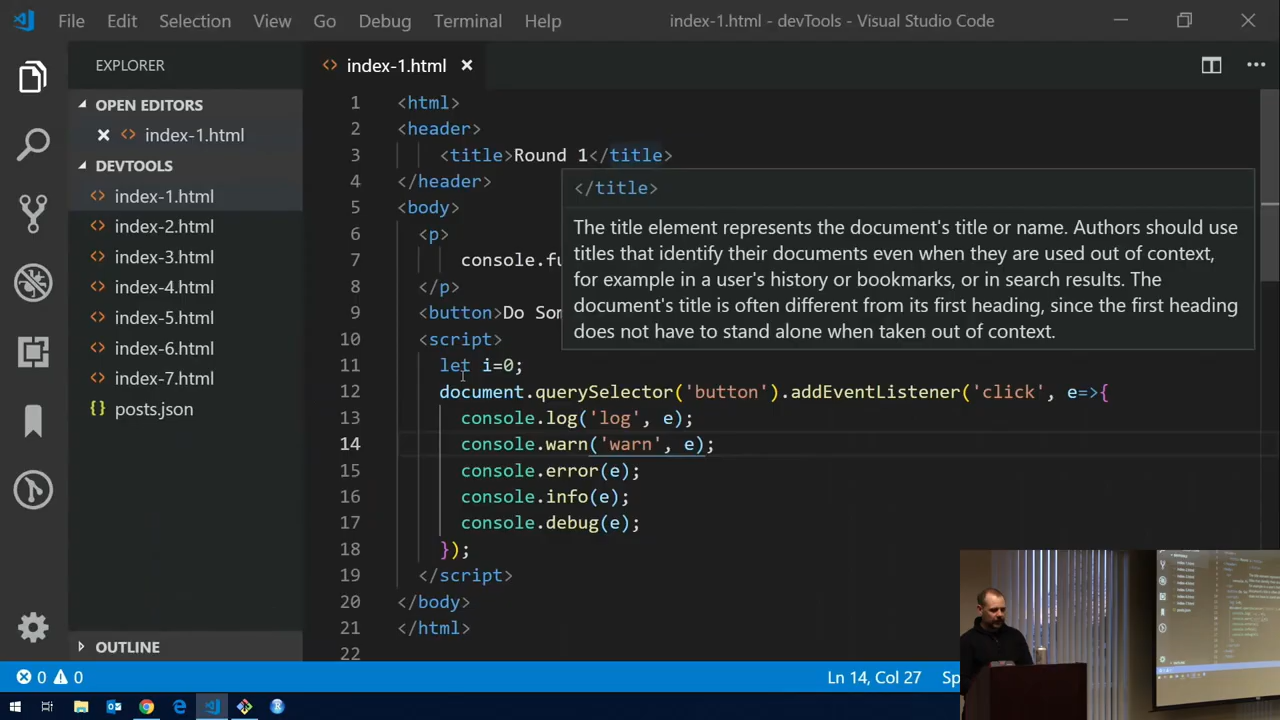 File Edit Selection View Go Debug Terminal Help index-1.html - devTools - Visual Studio Code
EXPLORER
OPEN EDITORS
index-1.html
DEVTOOLS
index-1.html
index-2.html
index-3.html
index-4.html
index-5.html
index-6.html
index-7.html
{} posts.json
OUTLINE
index-1.html
1 <html>
2 <header>
3 <title>Round 1</title>
4 </header>
5 <body>
6 <p>
7 console.fu
8 </p>
9 <button>Do Som
10 <script>
11 let i=0;
12 document.querySelector('button').addEventListener('click', e=>{
13 console.log('log', e);
14 console.warn('warn', e);
15 console.error(e);
16 console.info(e);
17 console.debug(e);
18 });
19 </script>
20 </body>
21 </html>
22
</title>
The title element represents the document's title or name. Authors should use
titles that identify their documents even when they are used out of context,
for example in a user's history or bookmarks, or in search results. The
document's title is often different from its first heading, since the first heading
does not have to stand alone when taken out of context.
0 0 Ln 14, Col 27 Sp